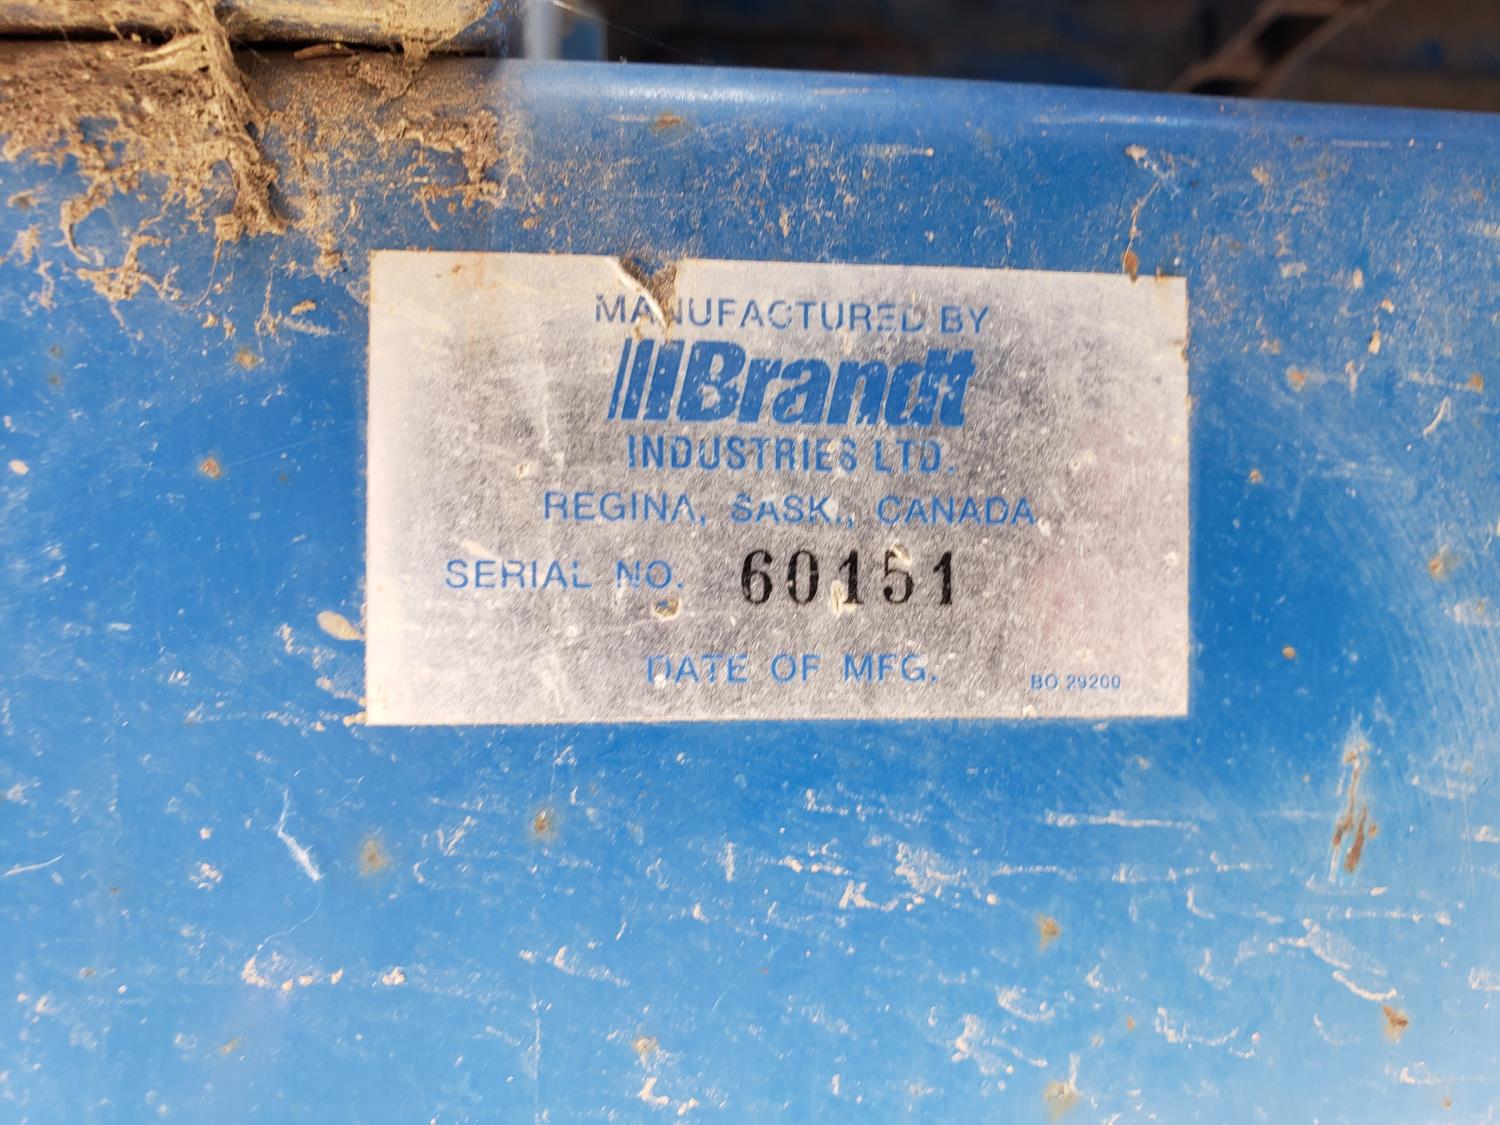 MANUFACTURED BY
Brandt
INDUSTRIES LTD.
REGINA, SASK., CANADA
SERIAL NO. 60151
DATE OF MFG.
BO 29200